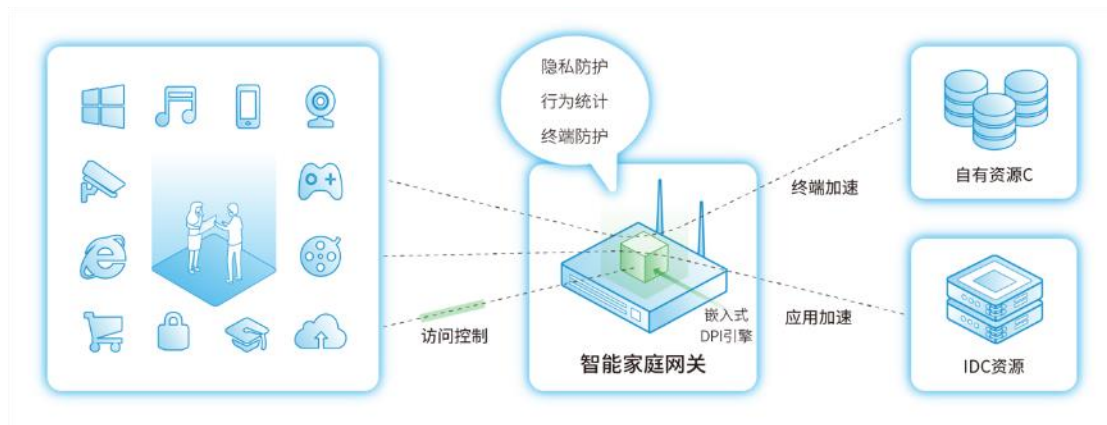 隐私防护
行为统计
终端防护
访问控制
嵌入式
DPI引擎
智能家庭网关
终端加速
应用加速
自有资源C
IDC资源